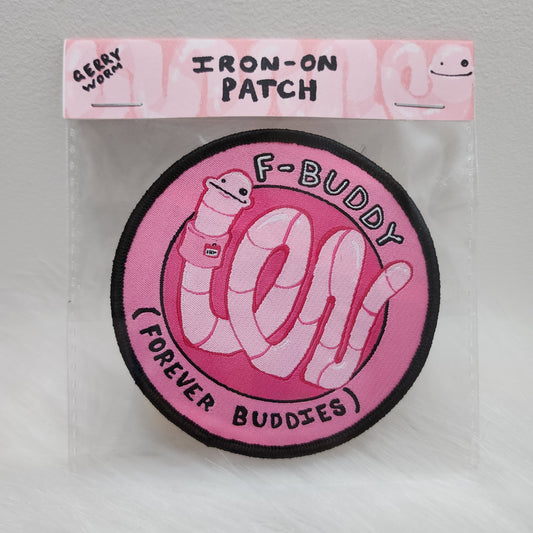 GERRY
WORM
IRON-ON
PATCH
F-BUDDY
(FOREVER BUDDIES)